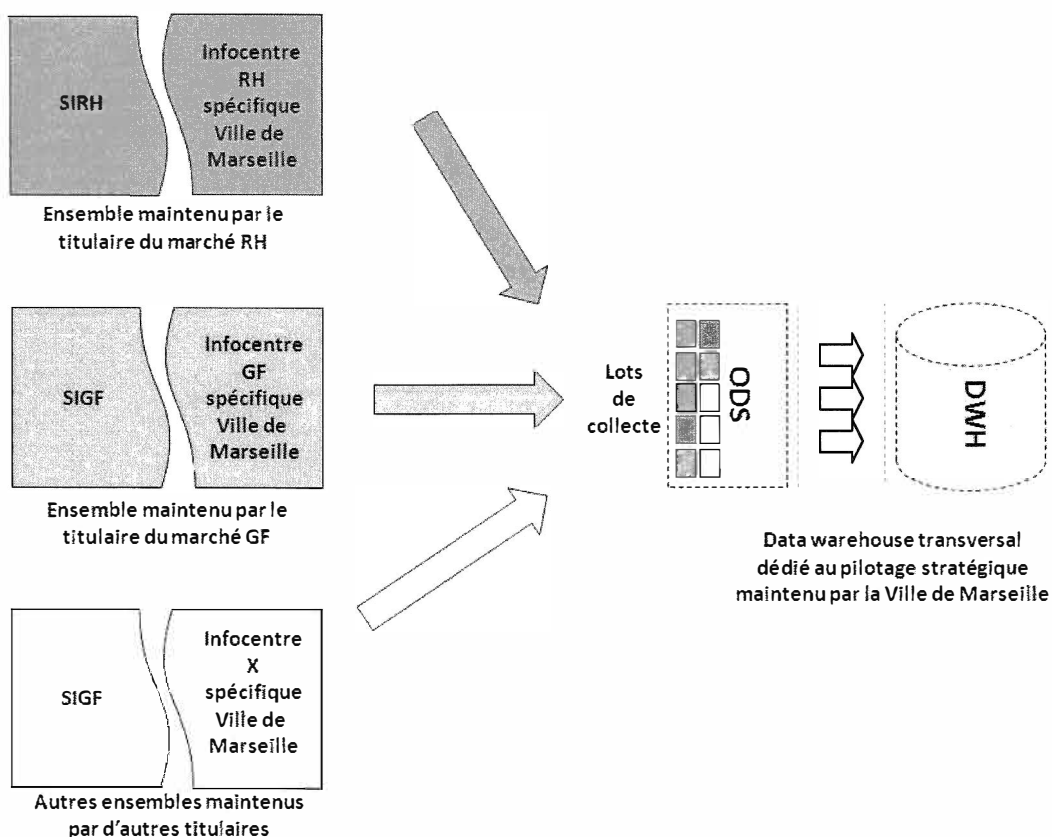 SIRH
Infocentre
RH
spécifique
Ville de
Marseille
Ensemble maintenu par le
titulaire du marché RH
SIGF
Infocentre
GF
spécifique
Ville de
Marseille
Ensemble maintenu par le
titulaire du marché GF
SIGF
Infocentre
X
spécifique
Ville de
Marseille
Autres ensembles maintenus
par d'autres titulaires
Lots
de
collecte
ODS
DWH
Data warehouse transversal
dédié au pilotage stratégique
maintenu par la Ville de Marseille